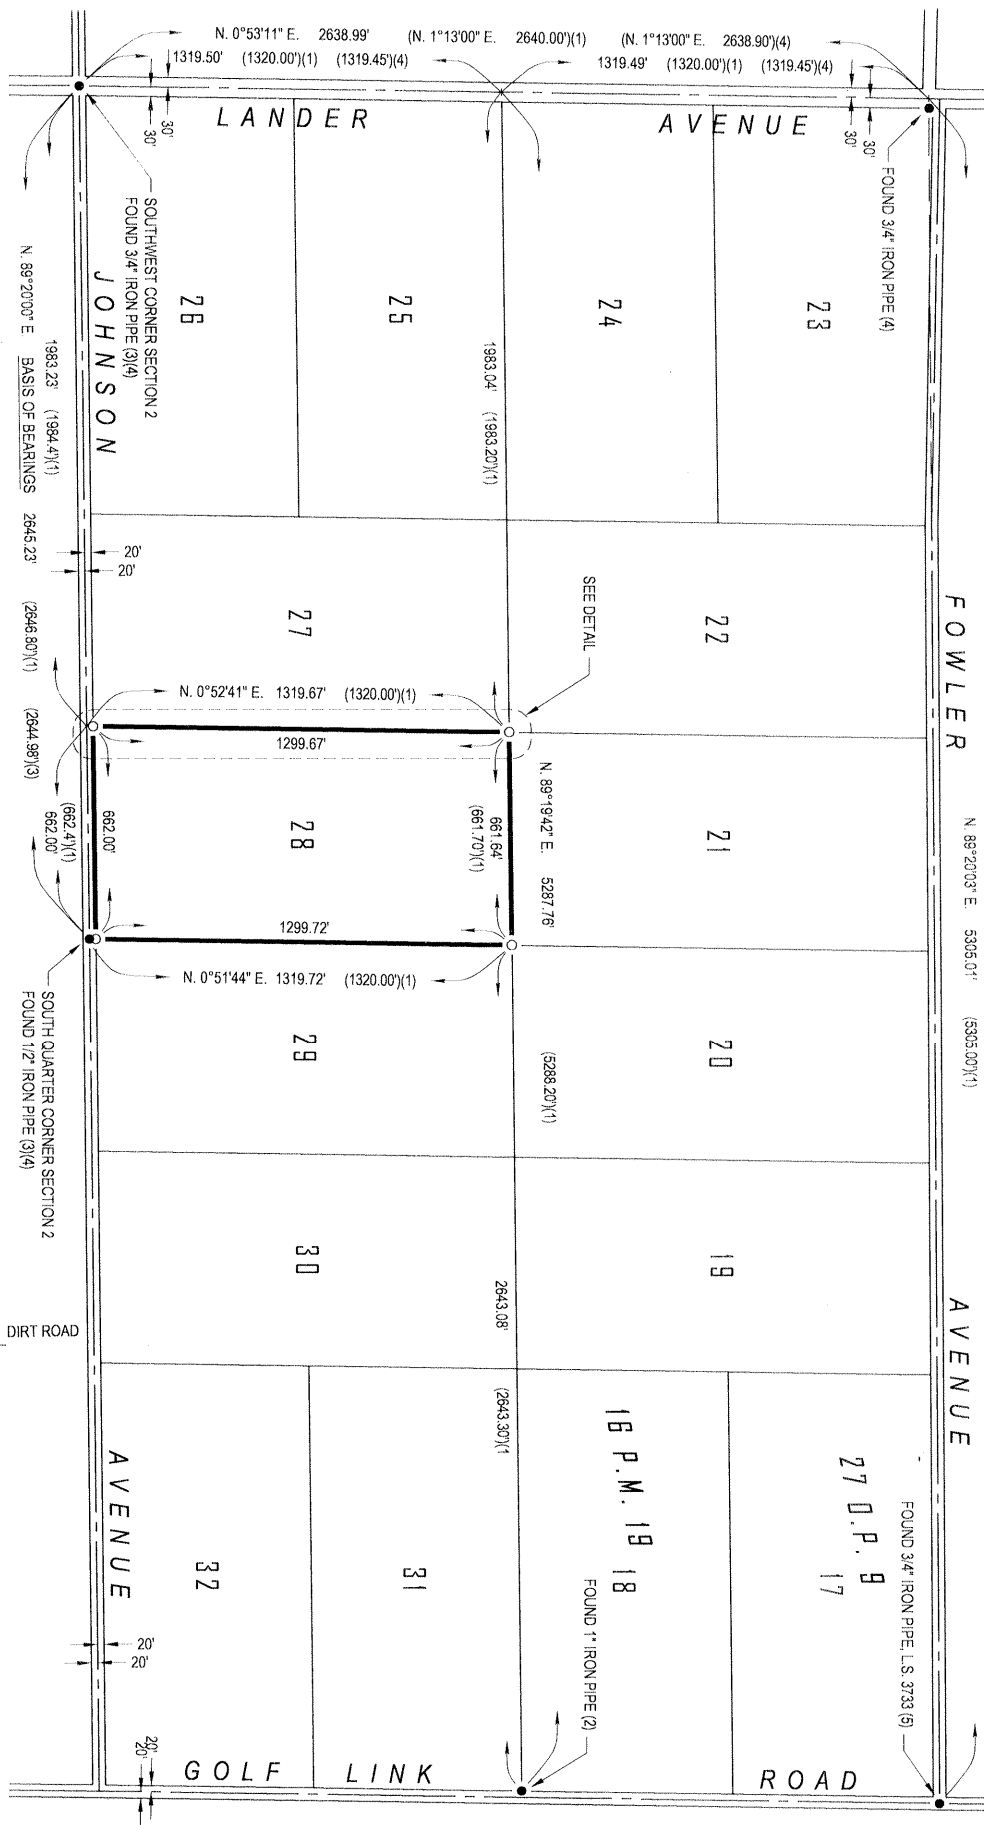 N. 0°53'11" E. 2638.99' (N. 1°13'00" E. 2640.00')(1) (N. 1°13'00" E. 2638.90')(4)
1319.50' (1320.00')(1) (1319.45')(4)
1319.49' (1320.00')(1) (1319.45')(4)
LANDER AVENUE
30'
30'
30'
30'
FOUND 3/4" IRON PIPE (4)
SOUTHWEST CORNER SECTION 2
FOUND 3/4" IRON PIPE (3)(4)
JOHNSON
26
25
24
23
1983.04' (1983.20')(1)
1983.23' (1984.4')(1)
N. 89°20'00" E. BASIS OF BEARINGS 2645.23' (2646.80')(1) (2644.98')(3)
20'
20'
SEE DETAIL
27
22
FOWLER
N. 0°52'41" E. 1319.67' (1320.00')(1)
1299.67'
N. 89°19'42" E. 5287.76'
661.64'
(661.70')(1)
662.00'
(662.4')(1)
662.00'
28
21
N. 89°20'03" E. 5305.01' (5305.00')(1)
1299.72'
N. 0°51'44" E. 1319.72' (1320.00')(1)
SOUTH QUARTER CORNER SECTION 2
FOUND 1/2" IRON PIPE (3)(4)
29
20
(5288.20')(1)
30
19
2643.08' (2643.30')(1
DIRT ROAD
AVENUE
AVENUE
16 P.M. 19
27 O.P. 9
32
31
18
17
FOUND 1" IRON PIPE (2)
FOUND 3/4" IRON PIPE, L.S. 3733 (5)
20'
20'
20'
20'
GOLF LINK ROAD